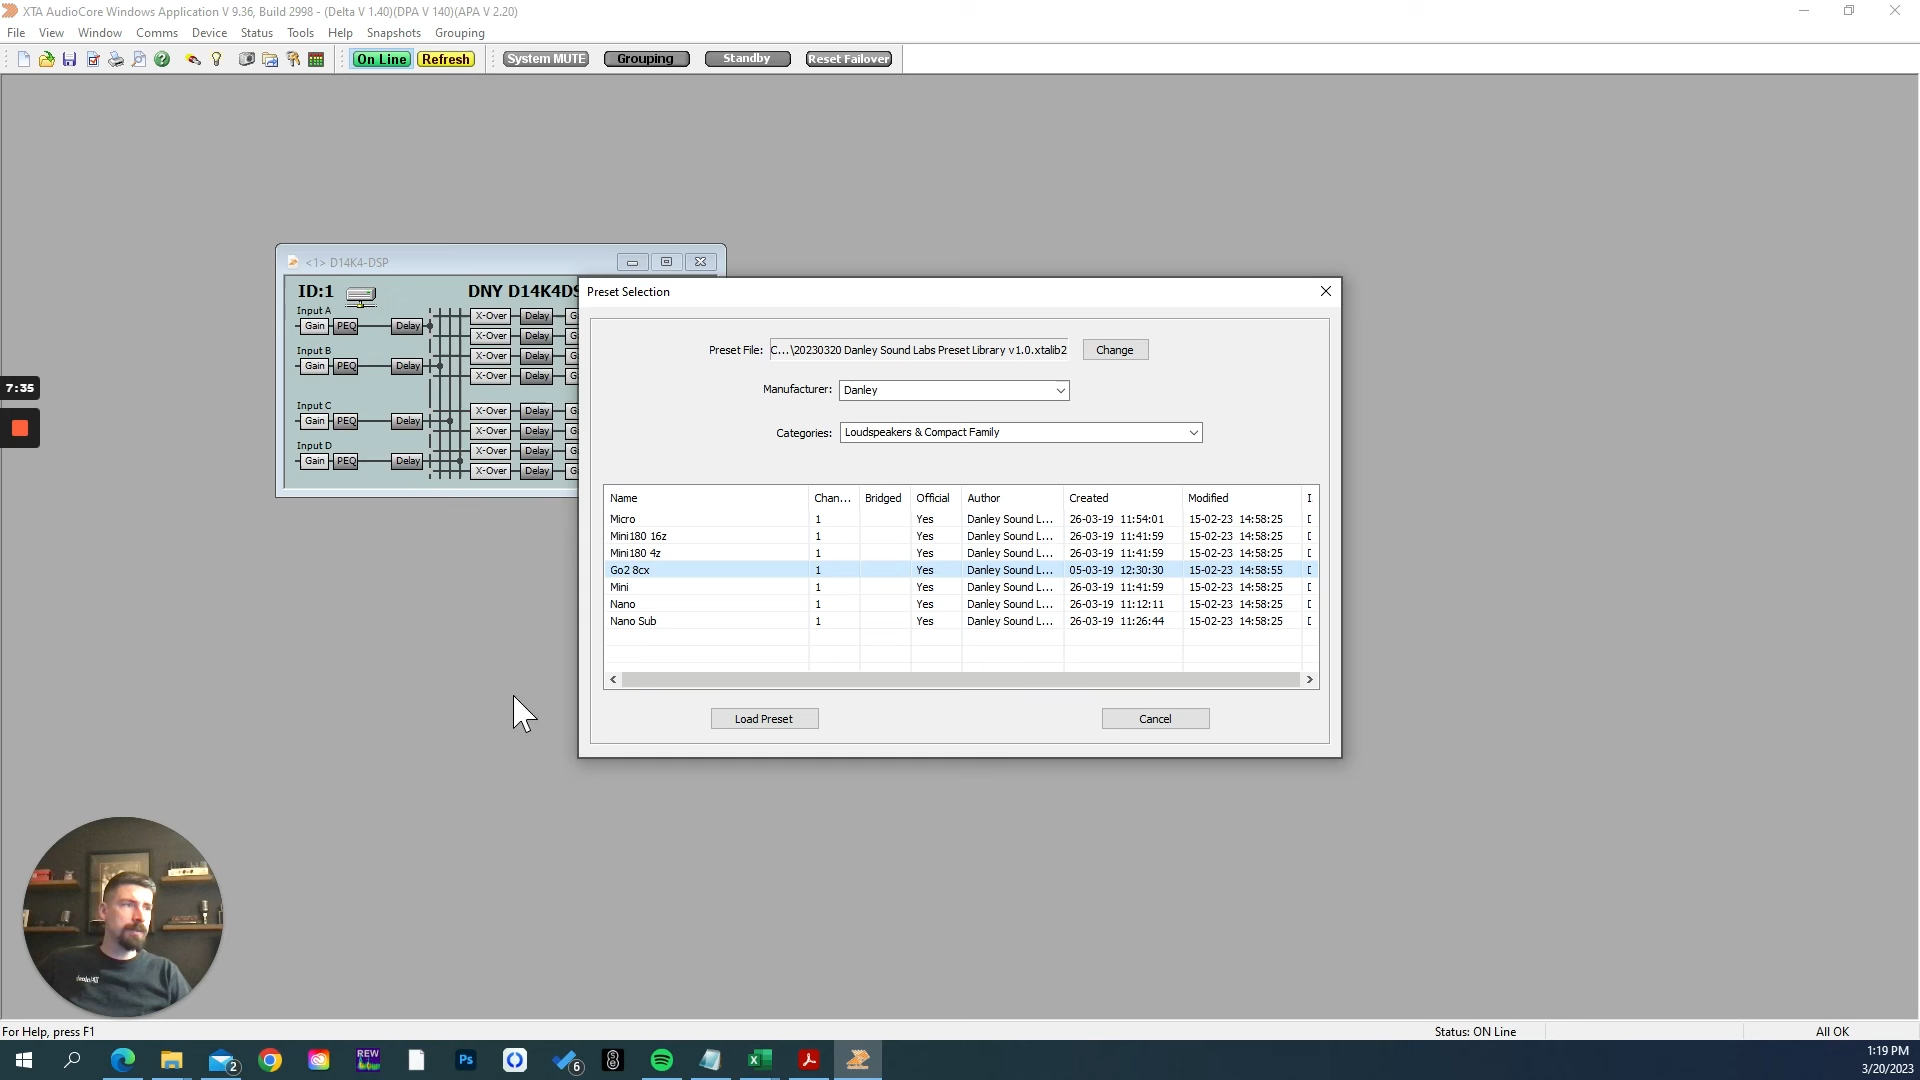 XTA AudioCore Windows Application V 9.36, Build 2998 - (Delta V 1.40)(DPA V 140)(APA V 2.20)
File View Window Comms Device Status Tools Help Snapshots Grouping
On Line Refresh System MUTE Grouping Standby Reset Failover
<1> D14K4-DSP
ID:1 DNY D14K4DS
Input A
Gain PEQ Delay
Input B
Gain PEQ Delay
Input C
Gain PEQ Delay
Input D
Gain PEQ Delay
X-Over Delay G
X-Over Delay G
X-Over Delay G
X-Over Delay G
X-Over Delay G
X-Over Delay G
X-Over Delay G
X-Over Delay G
7:35
Preset Selection
Preset File: C...\20230320 Danley Sound Labs Preset Library v1.0.xtalib2 Change
Manufacturer: Danley
Categories: Loudspeakers & Compact Family
Name Chan... Bridged Official Author Created Modified I
Micro 1 Yes Danley Sound L... 26-03-19 11:54:01 15-02-23 14:58:25
Mini180 16z 1 Yes Danley Sound L... 26-03-19 11:41:59 15-02-23 14:58:25
Mini180 4z 1 Yes Danley Sound L... 26-03-19 11:41:59 15-02-23 14:58:25
Go2 8cx 1 Yes Danley Sound L... 05-03-19 12:30:30 15-02-23 14:58:55
Mini 1 Yes Danley Sound L... 26-03-19 11:41:59 15-02-23 14:58:25
Nano 1 Yes Danley Sound L... 26-03-19 11:12:11 15-02-23 14:58:25
Nano Sub 1 Yes Danley Sound L... 26-03-19 11:26:44 15-02-23 14:58:25
Load Preset Cancel
For Help, press F1 Status: ON Line All OK
2 REW Ps 6
1:19 PM
3/20/2023